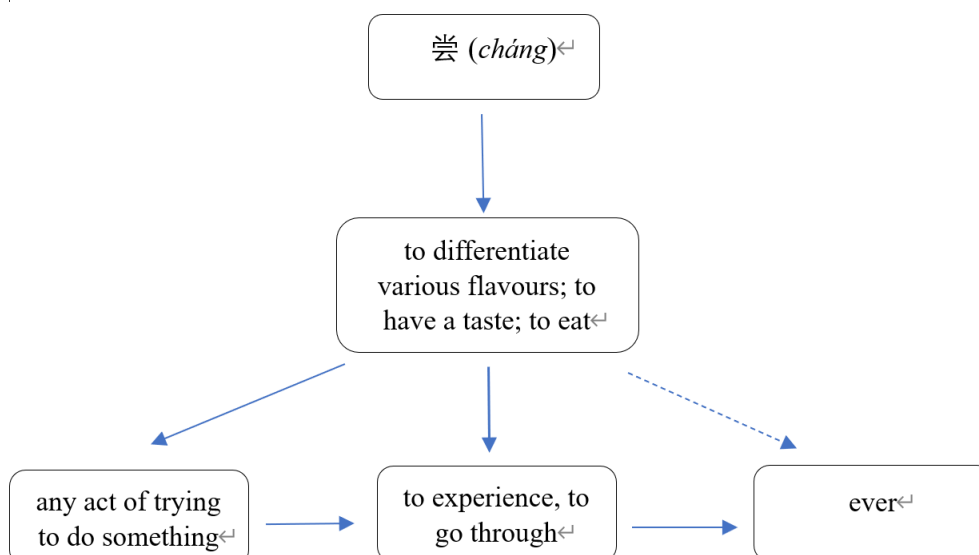 尝 (cháng)↵
to differentiate
various flavours; to
have a taste; to eat↵
any act of trying
to do something
to experience, to
go through↵
ever↵